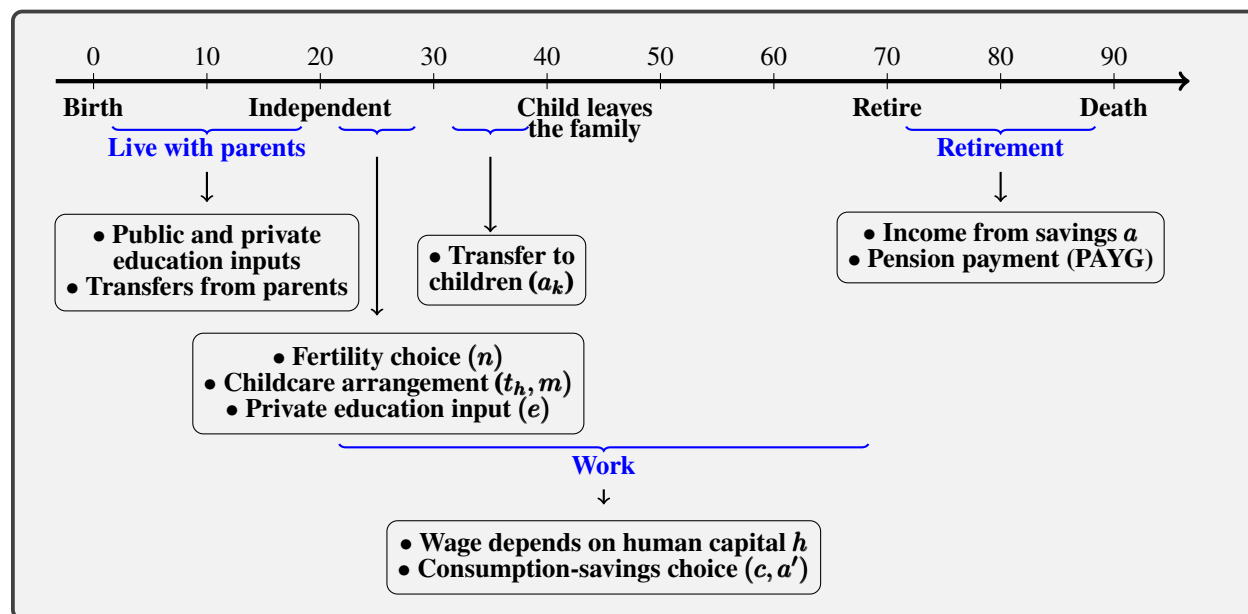 0 10 20 30 40 50 60 70 80 90
Birth Independent Child leaves Retire Death
the family
Live with parents Retirement
• Public and private
education inputs
• Transfers from parents
• Transfer to
children (aₖ)
• Income from savings a
• Pension payment (PAYG)
• Fertility choice (n)
• Childcare arrangement (tₕ, m)
• Private education input (e)
Work
• Wage depends on human capital h
• Consumption-savings choice (c, a′)